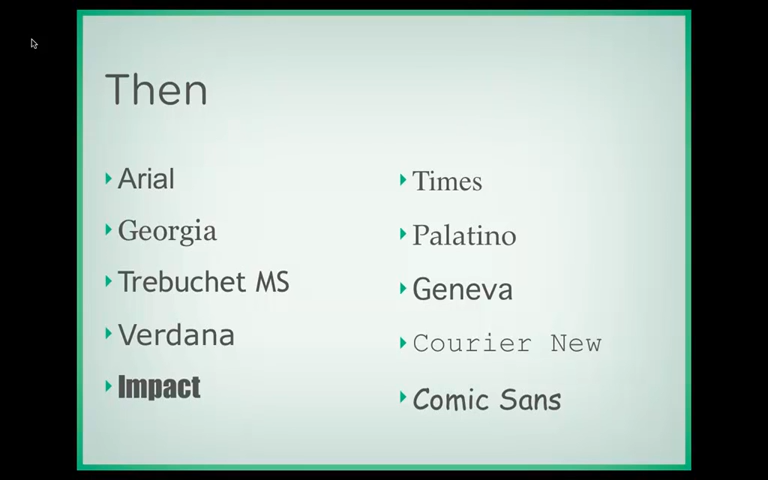 Then
Arial
Georgia
Trebuchet MS
Verdana
Impact
Times
Palatino
Geneva
Courier New
Comic Sans